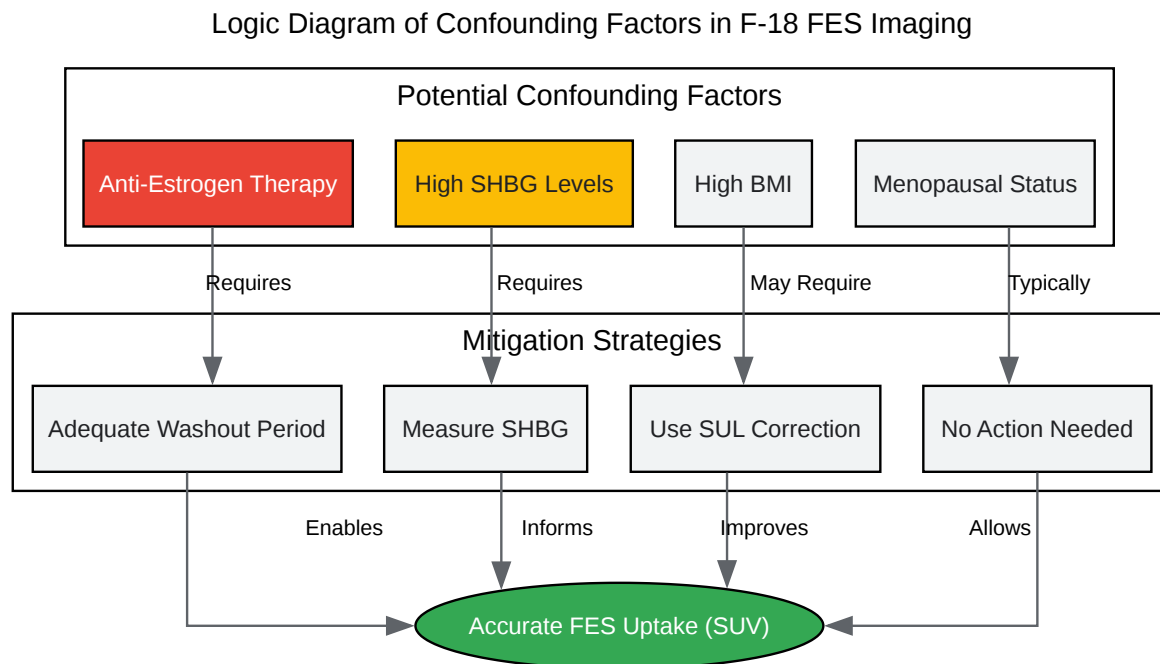 Logic Diagram of Confounding Factors in F-18 FES Imaging
Potential Confounding Factors
Anti-Estrogen Therapy
High SHBG Levels
High BMI
Menopausal Status
Requires
Requires
May Require
Typically
Mitigation Strategies
Adequate Washout Period
Measure SHBG
Use SUL Correction
No Action Needed
Enables
Informs
Improves
Allows
Accurate FES Uptake (SUV)